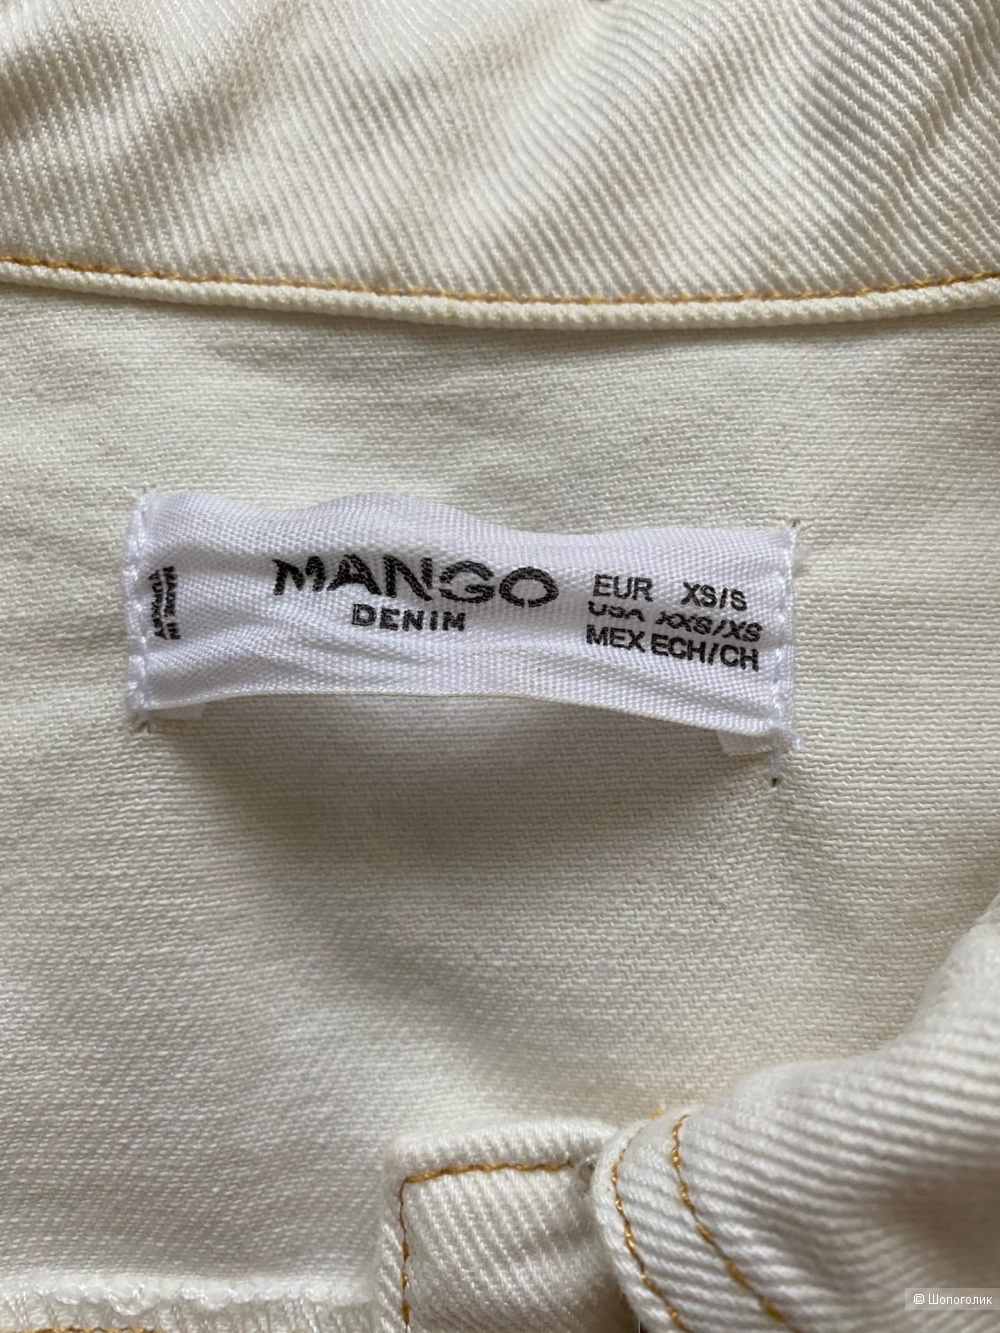 MANGO
DENIM
EUR XS/S
USA XXS/XS
MEX ECH/CH
MADE IN
TURKEY
© Шопоголик